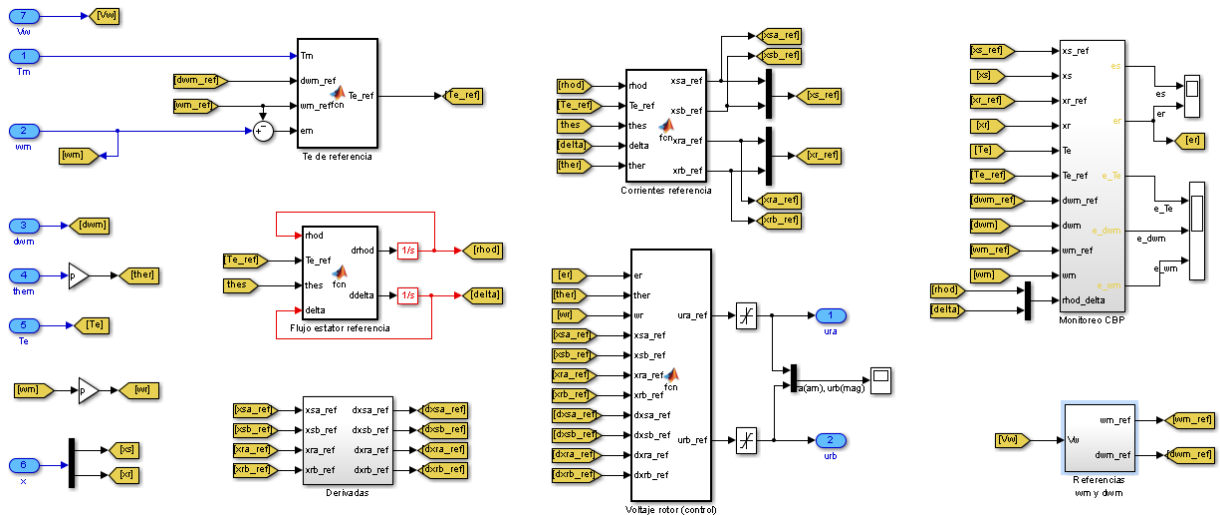 7
Vw
[Vw]
1
Tm
2
wm
[wm]
[dwm_ref]
[wm_ref]
Tm
dwm_ref
wm_ref
em
fcn
Te_ref
Te de referencia
[Te_ref]
3
dwm
[dwm]
4
them
p
[ther]
5
Te
[Te]
[wm]
p
[wr]
6
x
[xs]
[xr]
[Te_ref]
thes
rhod
Te_ref
thes
delta
fcn
drhod
ddelta
1/s
1/s
[rhod]
[delta]
Flujo estator referencia
[xsa_ref]
[xsb_ref]
[xra_ref]
[xrb_ref]
xsa_ref
xsb_ref
xra_ref
xrb_ref
dxsa_ref
dxsb_ref
dxra_ref
dxrb_ref
[dxsa_ref]
[dxsb_ref]
[dxra_ref]
[dxrb_ref]
Derivadas
[rhod]
[Te_ref]
thes
[delta]
[ther]
rhod
Te_ref
thes
delta
ther
fcn
xsa_ref
xsb_ref
xra_ref
xrb_ref
[xsa_ref]
[xsb_ref]
[xs_ref]
[xr_ref]
[xra_ref]
[xrb_ref]
Corrientes referencia
[er]
[ther]
[wr]
[xsa_ref]
[xsb_ref]
[xra_ref]
[xrb_ref]
[dxsa_ref]
[dxsb_ref]
[dxra_ref]
[dxrb_ref]
er
ther
wr
xsa_ref
xsb_ref
xra_ref
xrb_ref
dxsa_ref
dxsb_ref
dxra_ref
dxrb_ref
fcn
ura_ref
urb_ref
Voltaje rotor (control)
1
ura
ra(am), urb(mag)
2
urb
[xs_ref]
[xs]
[xr_ref]
[xr]
[Te]
[Te_ref]
[dwm_ref]
[dwm]
[wm_ref]
[wm]
[rhod]
[delta]
xs_ref
xs
xr_ref
xr
Te
Te_ref
dwm_ref
dwm
wm_ref
wm
rhod_delta
es
er
e_Te
e_dwm
e_wm
es
er
[er]
e_Te
e_dwm
e_wm
Monitoreo CBP
[Vw]
Vw
wm_ref
dwm_ref
[wm_ref]
[dwm_ref]
Referencias
wm y dwm